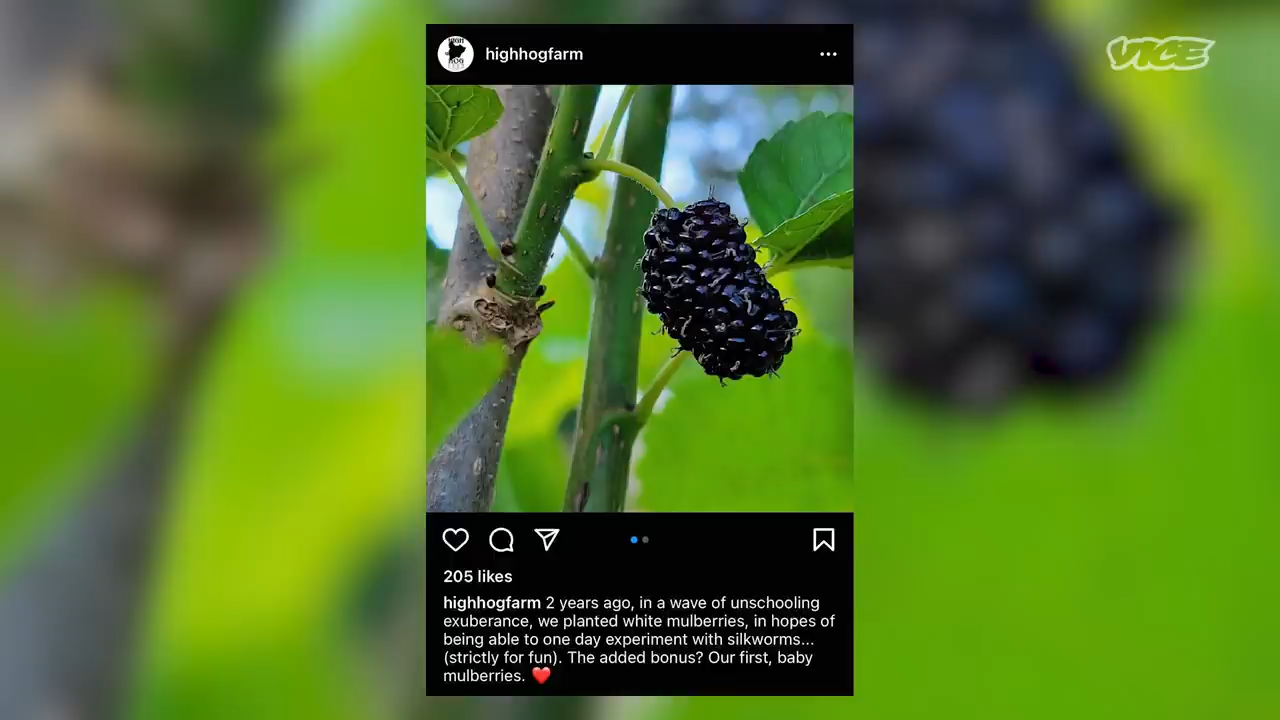 highhogfarm
VICE
205 likes
highhogfarm 2 years ago, in a wave of unschooling
exuberance, we planted white mulberries, in hopes of
being able to one day experiment with silkworms...
(strictly for fun). The added bonus? Our first, baby
mulberries. ❤️